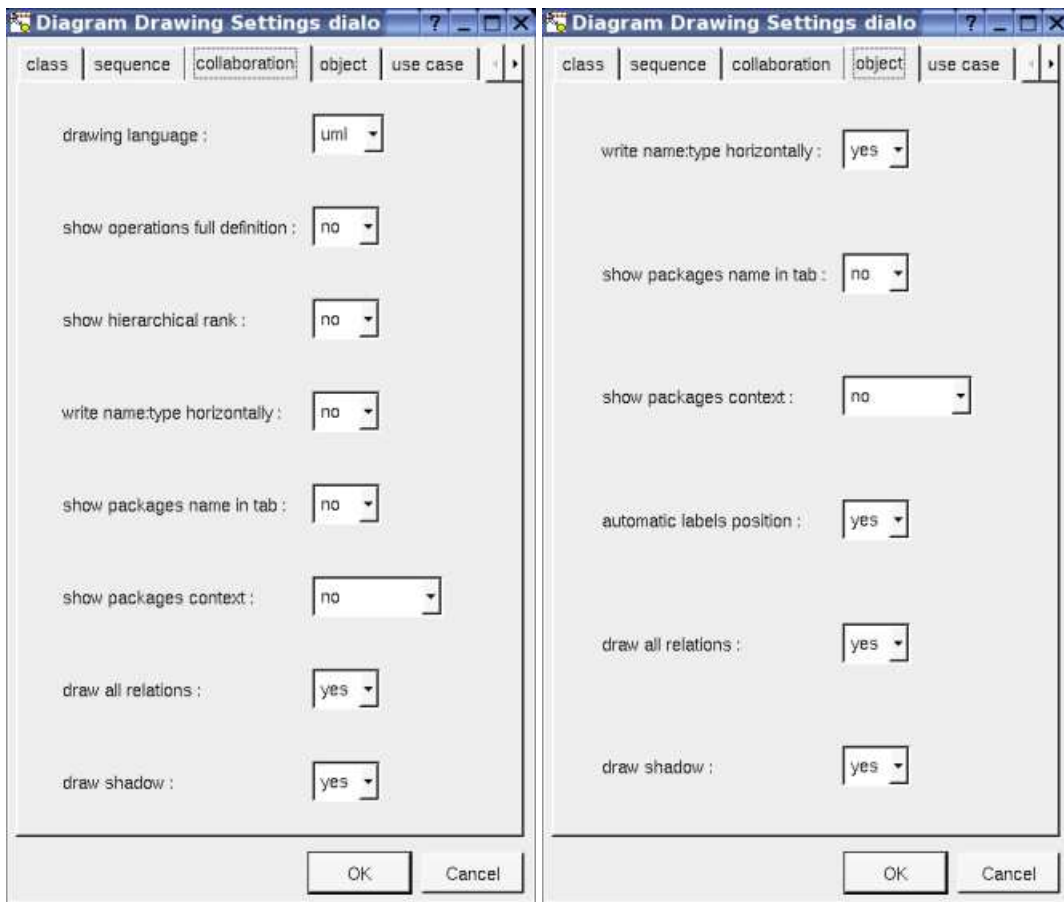 Diagram Drawing Settings dialo
class sequence collaboration object use case
drawing language : uml
show operations full definition : no
show hierarchical rank : no
write name:type horizontally : no
show packages name in tab : no
show packages context : no
draw all relations : yes
draw shadow : yes
OK Cancel
Diagram Drawing Settings dialo
class sequence collaboration object use case
write name:type horizontally : yes
show packages name in tab : no
show packages context : no
automatic labels position : yes
draw all relations : yes
draw shadow : yes
OK Cancel